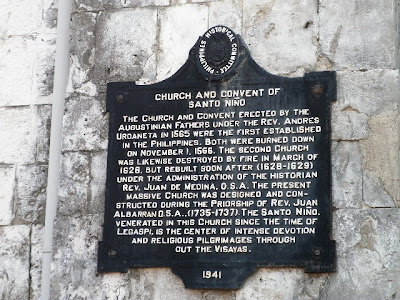 PHILIPPINES HISTORICAL COMMITTEE
CHURCH AND CONVENT OF
SANTO NINO
THE CHURCH AND CONVENT ERECTED BY THE
AUGUSTINIAN FATHERS UNDER THE REV. ANDRES
URDANETA IN 1565 WERE THE FIRST ESTABLISHED
IN THE PHILIPPINES. BOTH WERE BURNED DOWN
ON NOVEMBER 1, 1566. THE SECOND CHURCH
WAS LIKEWISE DESTROYED BY FIRE IN MARCH OF
1628, BUT REBUILT SOON AFTER (1628-1629)
UNDER THE ADMINISTRATION OF THE HISTORIAN
REV. JUAN DE MEDINA, O.S.A. THE PRESENT
MASSIVE CHURCH WAS DESIGNED AND CON-
STRUCTED DURING THE PRIORSHIP OF REV. JUAN
ALBARRAN O.S.A., (1735-1737). THE SANTO NIÑO,
VENERATED IN THIS CHURCH SINCE THE TIME OF
LEGASPI, IS THE CENTER OF INTENSE DEVOTION
AND RELIGIOUS PILGRIMAGES THROUGH
OUT THE VISAYAS.
1941